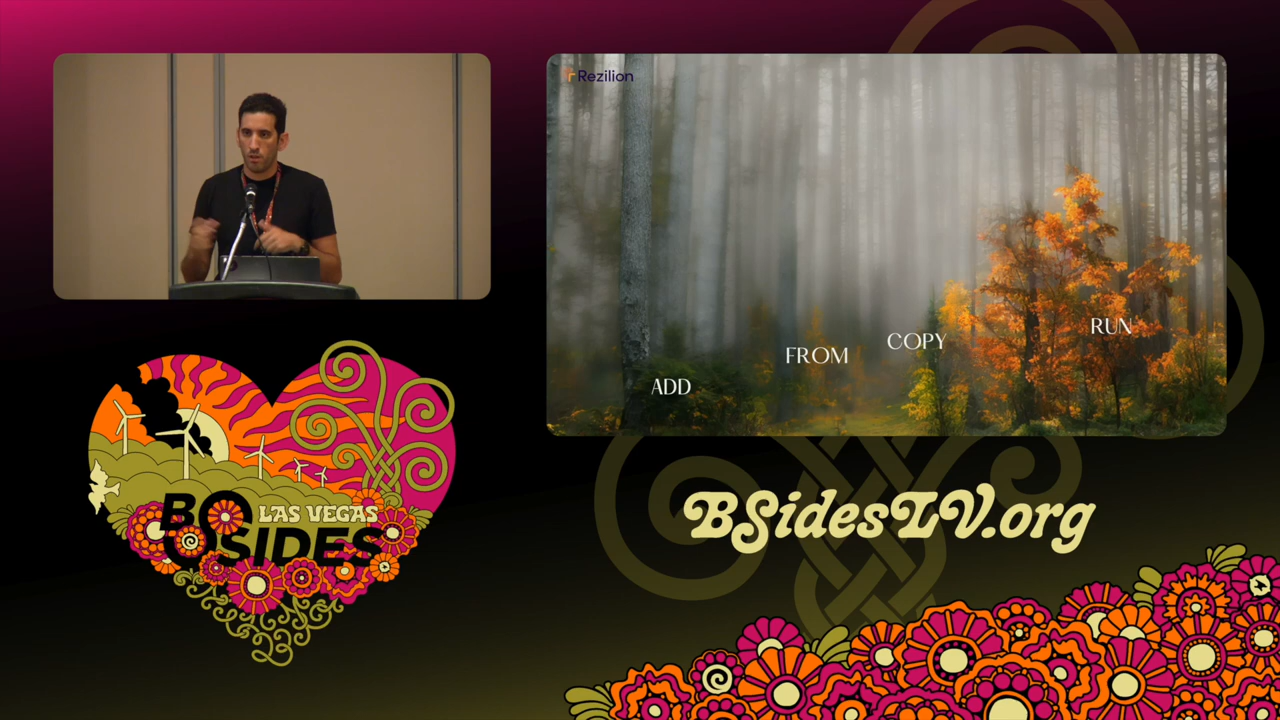 Rezilion
ADD
FROM
COPY
RUN
LAS VEGAS
BSIDES
BSidesLV.org